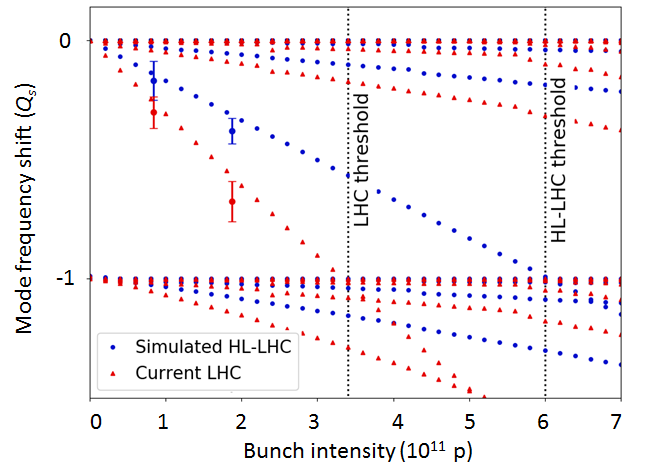 0
-1
Mode frequency shift (Qs)
LHC threshold
HL-LHC threshold
Simulated HL-LHC
Current LHC
0 1 2 3 4 5 6 7
Bunch intensity (10¹¹ p)